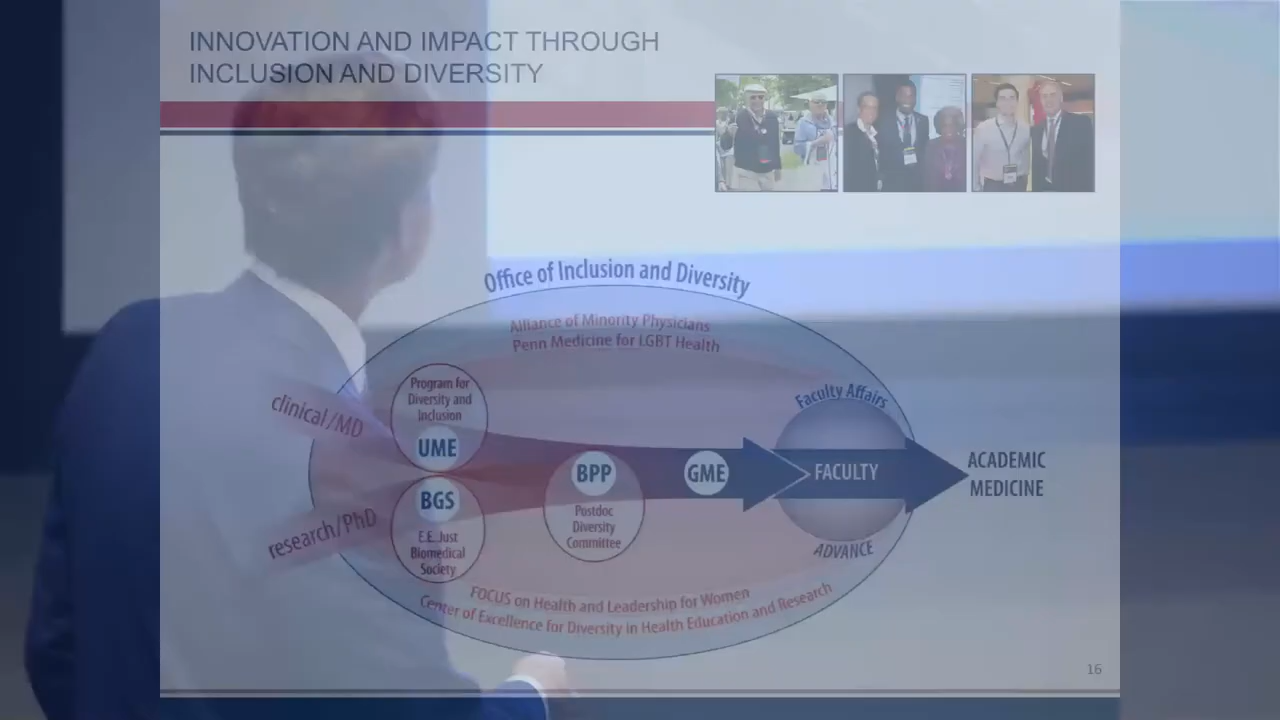 INNOVATION AND IMPACT THROUGH
INCLUSION AND DIVERSITY
Office of Inclusion and Diversity
Alliance of Minority Physicians
Penn Medicine for LGBT Health
clinical/MD
Program for
Diversity and
Inclusion
UME
research/PhD
BGS
E.E. Just
Biomedical
Society
BPP
Postdoc
Diversity
Committee
GME
Faculty Affairs
FACULTY
ADVANCE
ACADEMIC
MEDICINE
FOCUS on Health and Leadership for Women
Center of Excellence for Diversity in Health Education and Research
16